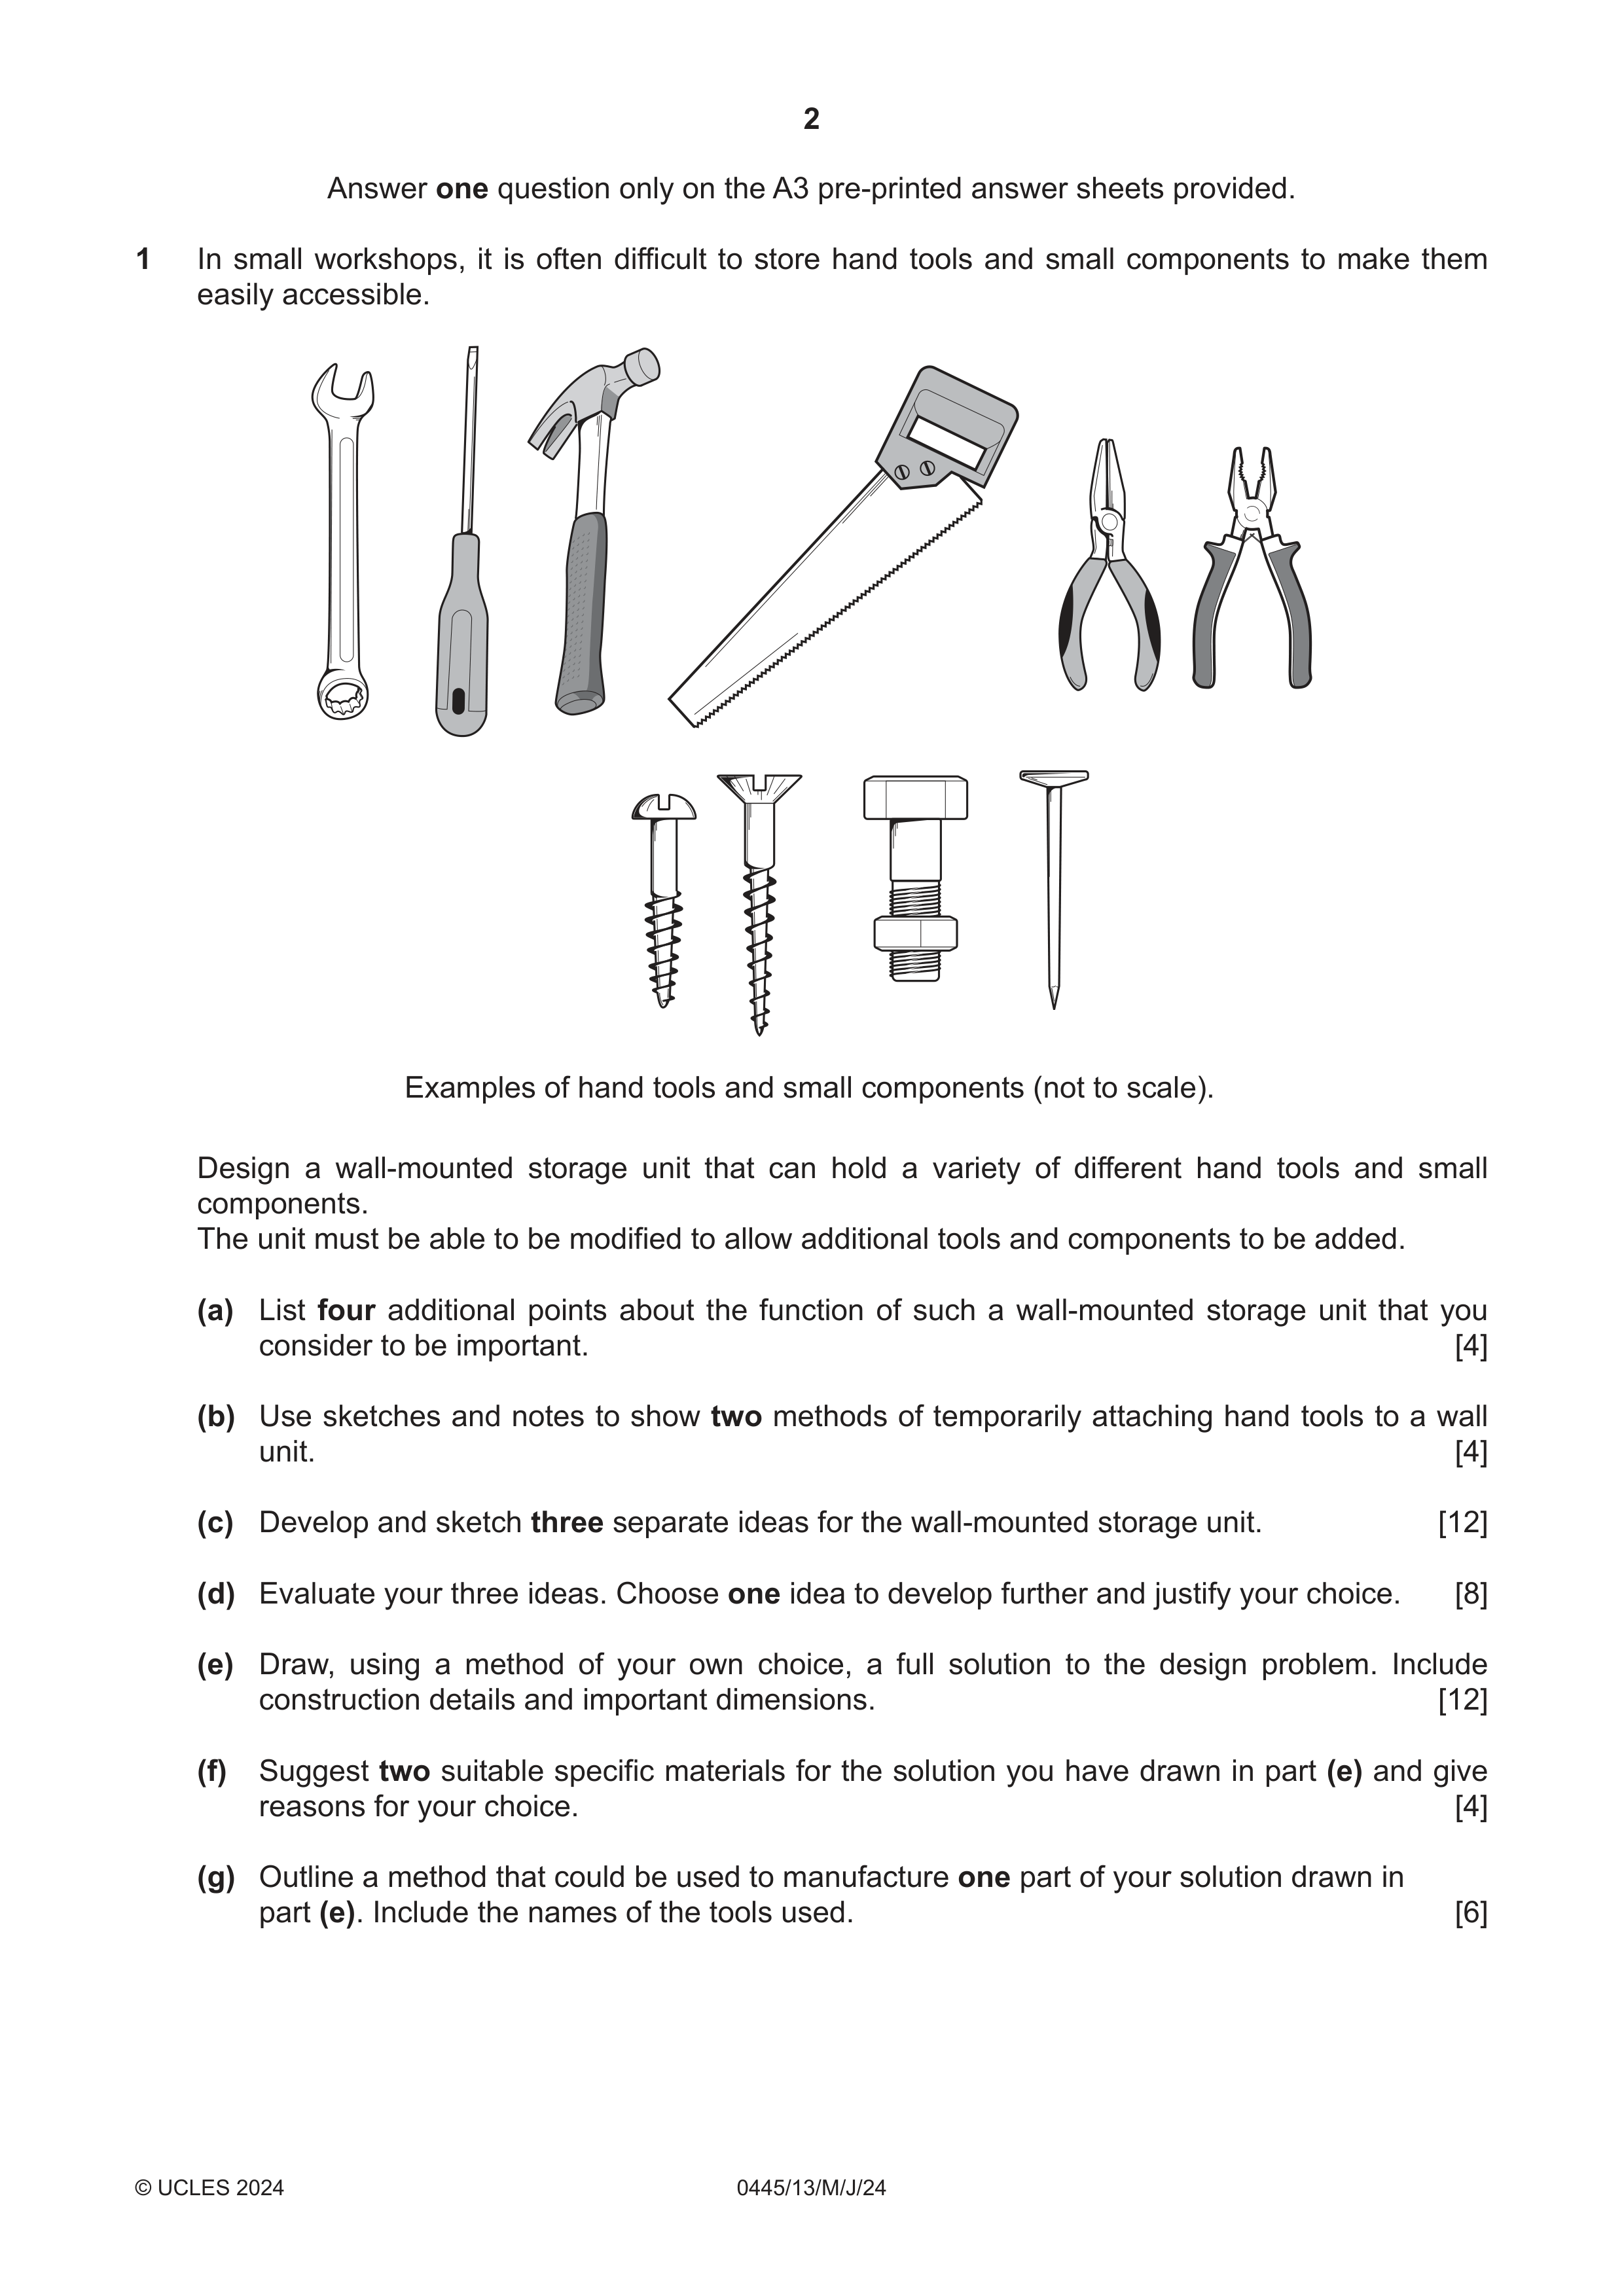 2
Answer one question only on the A3 pre-printed answer sheets provided.
1 In small workshops, it is often difficult to store hand tools and small components to make them
easily accessible.
Examples of hand tools and small components (not to scale).
Design a wall-mounted storage unit that can hold a variety of different hand tools and small
components.
The unit must be able to be modified to allow additional tools and components to be added.
(a) List four additional points about the function of such a wall-mounted storage unit that you
consider to be important. [4]
(b) Use sketches and notes to show two methods of temporarily attaching hand tools to a wall
unit. [4]
(c) Develop and sketch three separate ideas for the wall-mounted storage unit. [12]
(d) Evaluate your three ideas. Choose one idea to develop further and justify your choice. [8]
(e) Draw, using a method of your own choice, a full solution to the design problem. Include
construction details and important dimensions. [12]
(f) Suggest two suitable specific materials for the solution you have drawn in part (e) and give
reasons for your choice. [4]
(g) Outline a method that could be used to manufacture one part of your solution drawn in
part (e). Include the names of the tools used. [6]
© UCLES 2024 0445/13/M/J/24